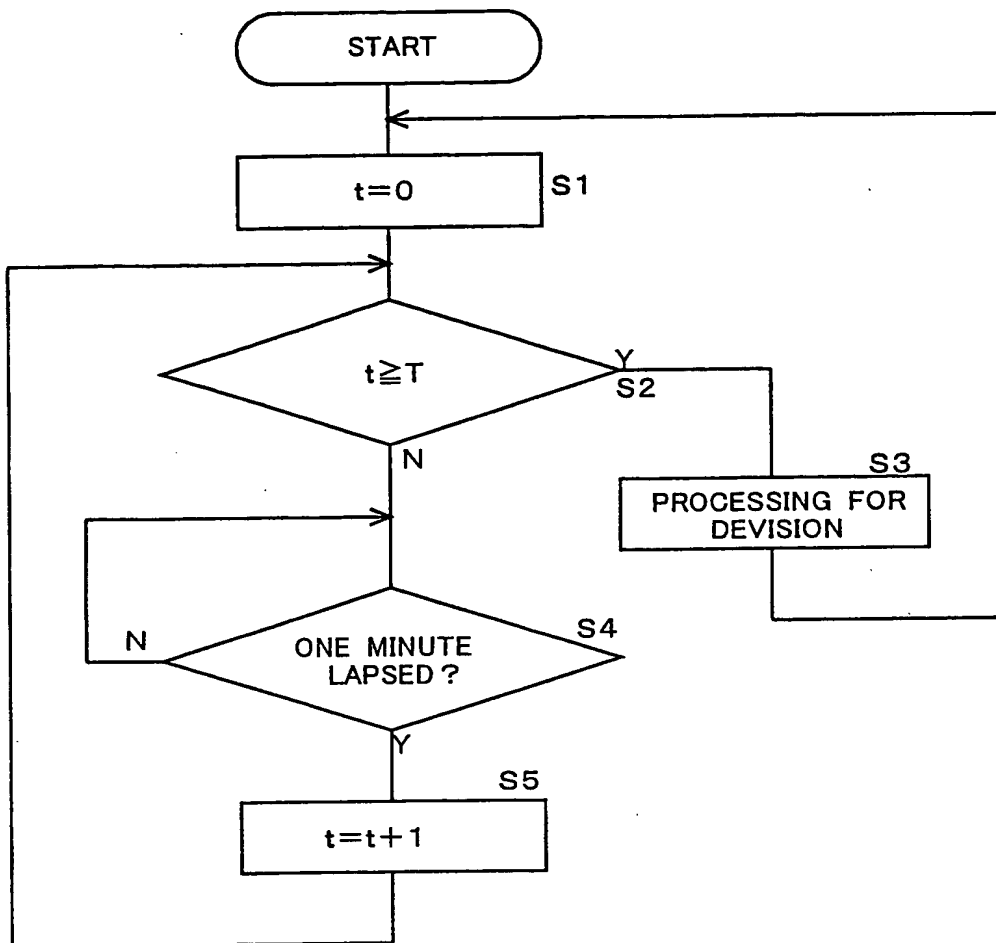 START
t=0
S1
t≧T
Y
S2
N
S3
PROCESSING FOR
DEVISION
N
ONE MINUTE
LAPSED?
S4
Y
S5
t=t+1